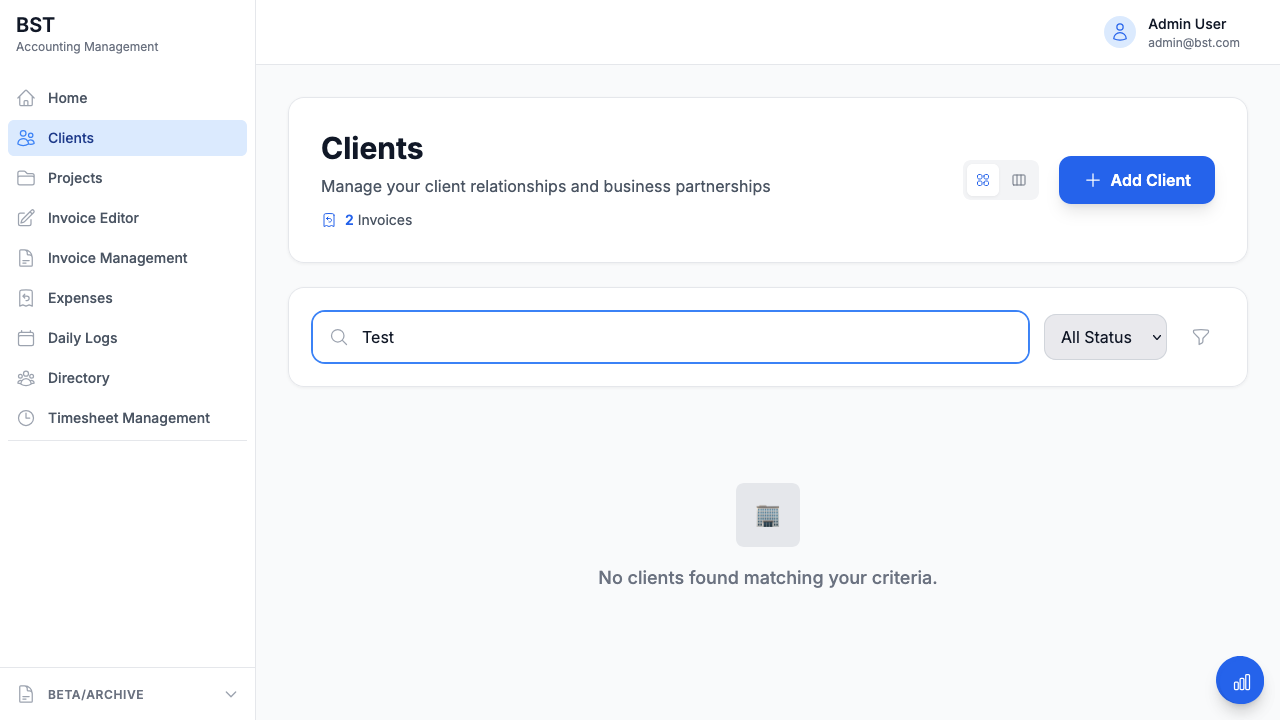 BST
Accounting Management
Home
Clients
Projects
Invoice Editor
Invoice Management
Expenses
Daily Logs
Directory
Timesheet Management
BETA/ARCHIVE
Admin User
admin@bst.com
Clients
Manage your client relationships and business partnerships
2 Invoices
Add Client
Test
All Status
No clients found matching your criteria.